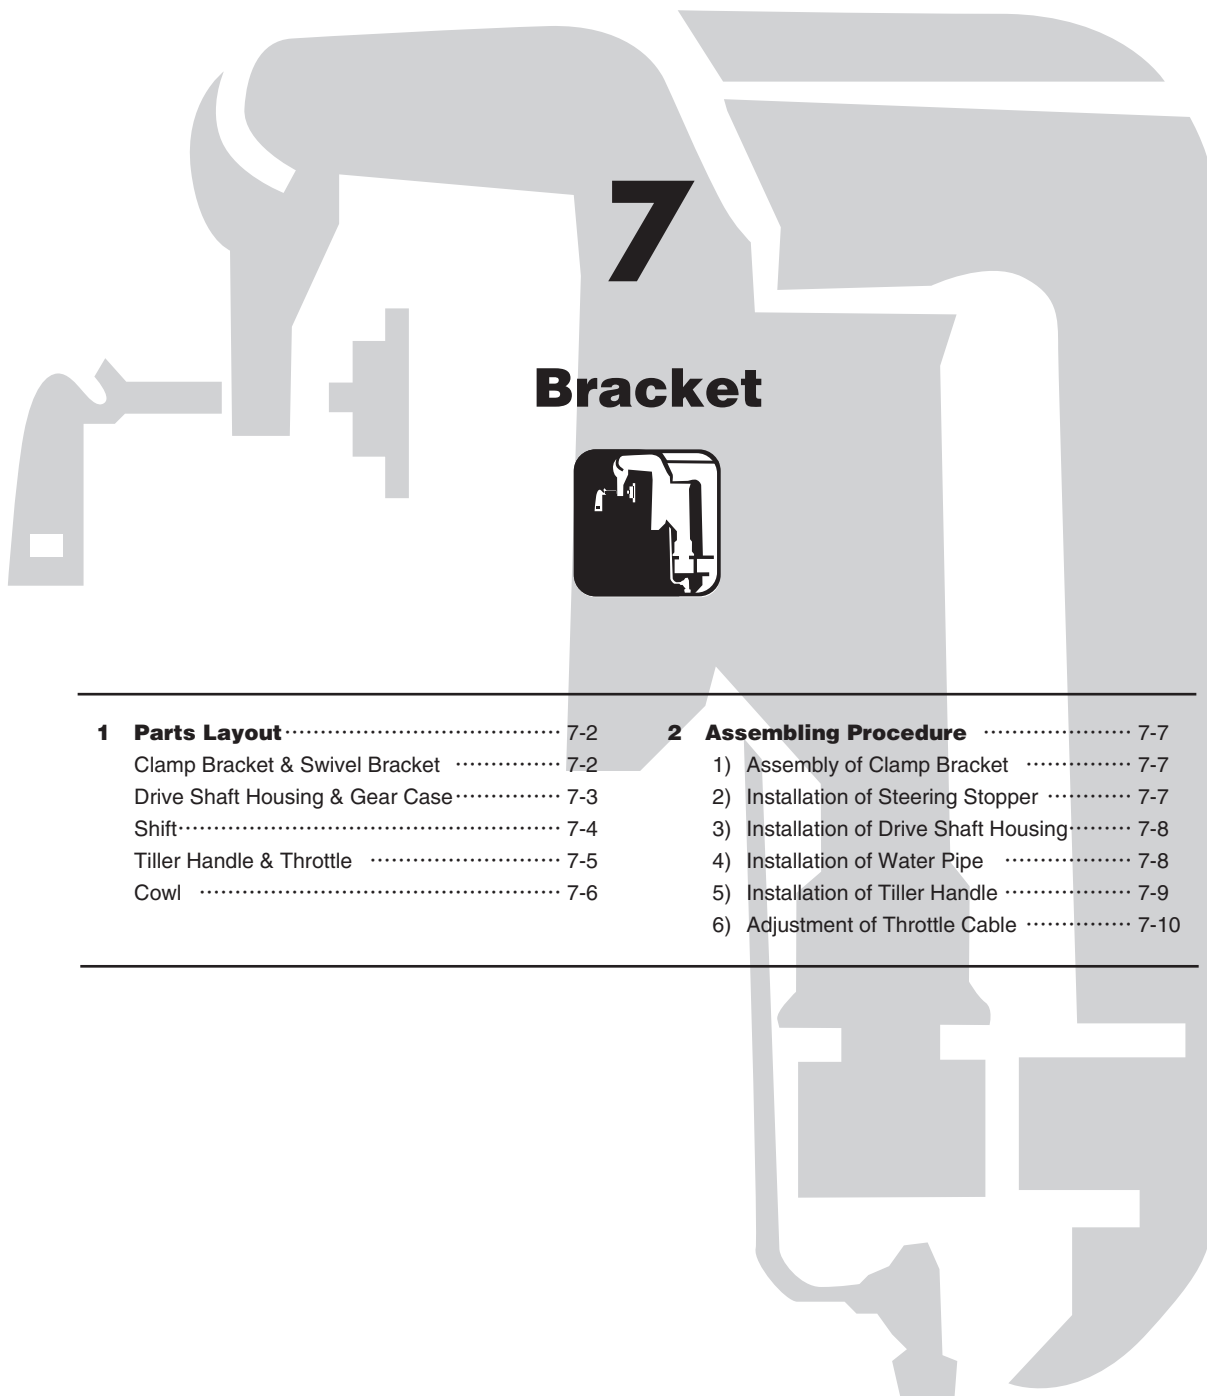 7
Bracket
1 Parts Layout ······································ 7-2
Clamp Bracket & Swivel Bracket ··············· 7-2
Drive Shaft Housing & Gear Case ··············· 7-3
Shift ······················································ 7-4
Tiller Handle & Throttle ··························· 7-5
Cowl ··················································· 7-6
2 Assembling Procedure ····················· 7-7
1) Assembly of Clamp Bracket ··············· 7-7
2) Installation of Steering Stopper ············ 7-7
3) Installation of Drive Shaft Housing ········· 7-8
4) Installation of Water Pipe ·················· 7-8
5) Installation of Tiller Handle ·················· 7-9
6) Adjustment of Throttle Cable ··············· 7-10